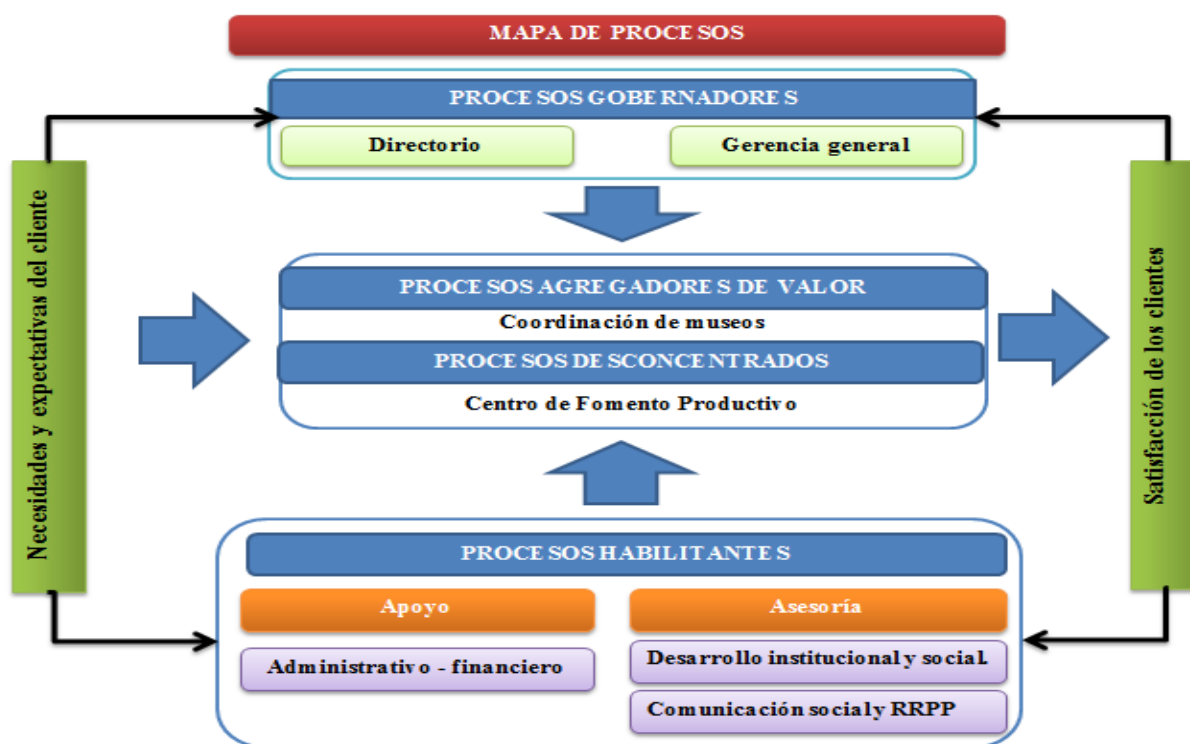 MAPA DE PROCESOS
PROCESOS GOBERNADORES
Directorio
Gerencia general
Necesidades y expectativas del cliente
PROCESOS AGREGADORES DE VALOR
Coordinación de museos
PROCESOS DESCONCENTRADOS
Centro de Fomento Productivo
Satisfacción de los clientes
PROCESOS HABILITANTES
Apoyo
Asesoría
Administrativo - financiero
Desarrollo institucional y social.
Comunicación social y RRPP